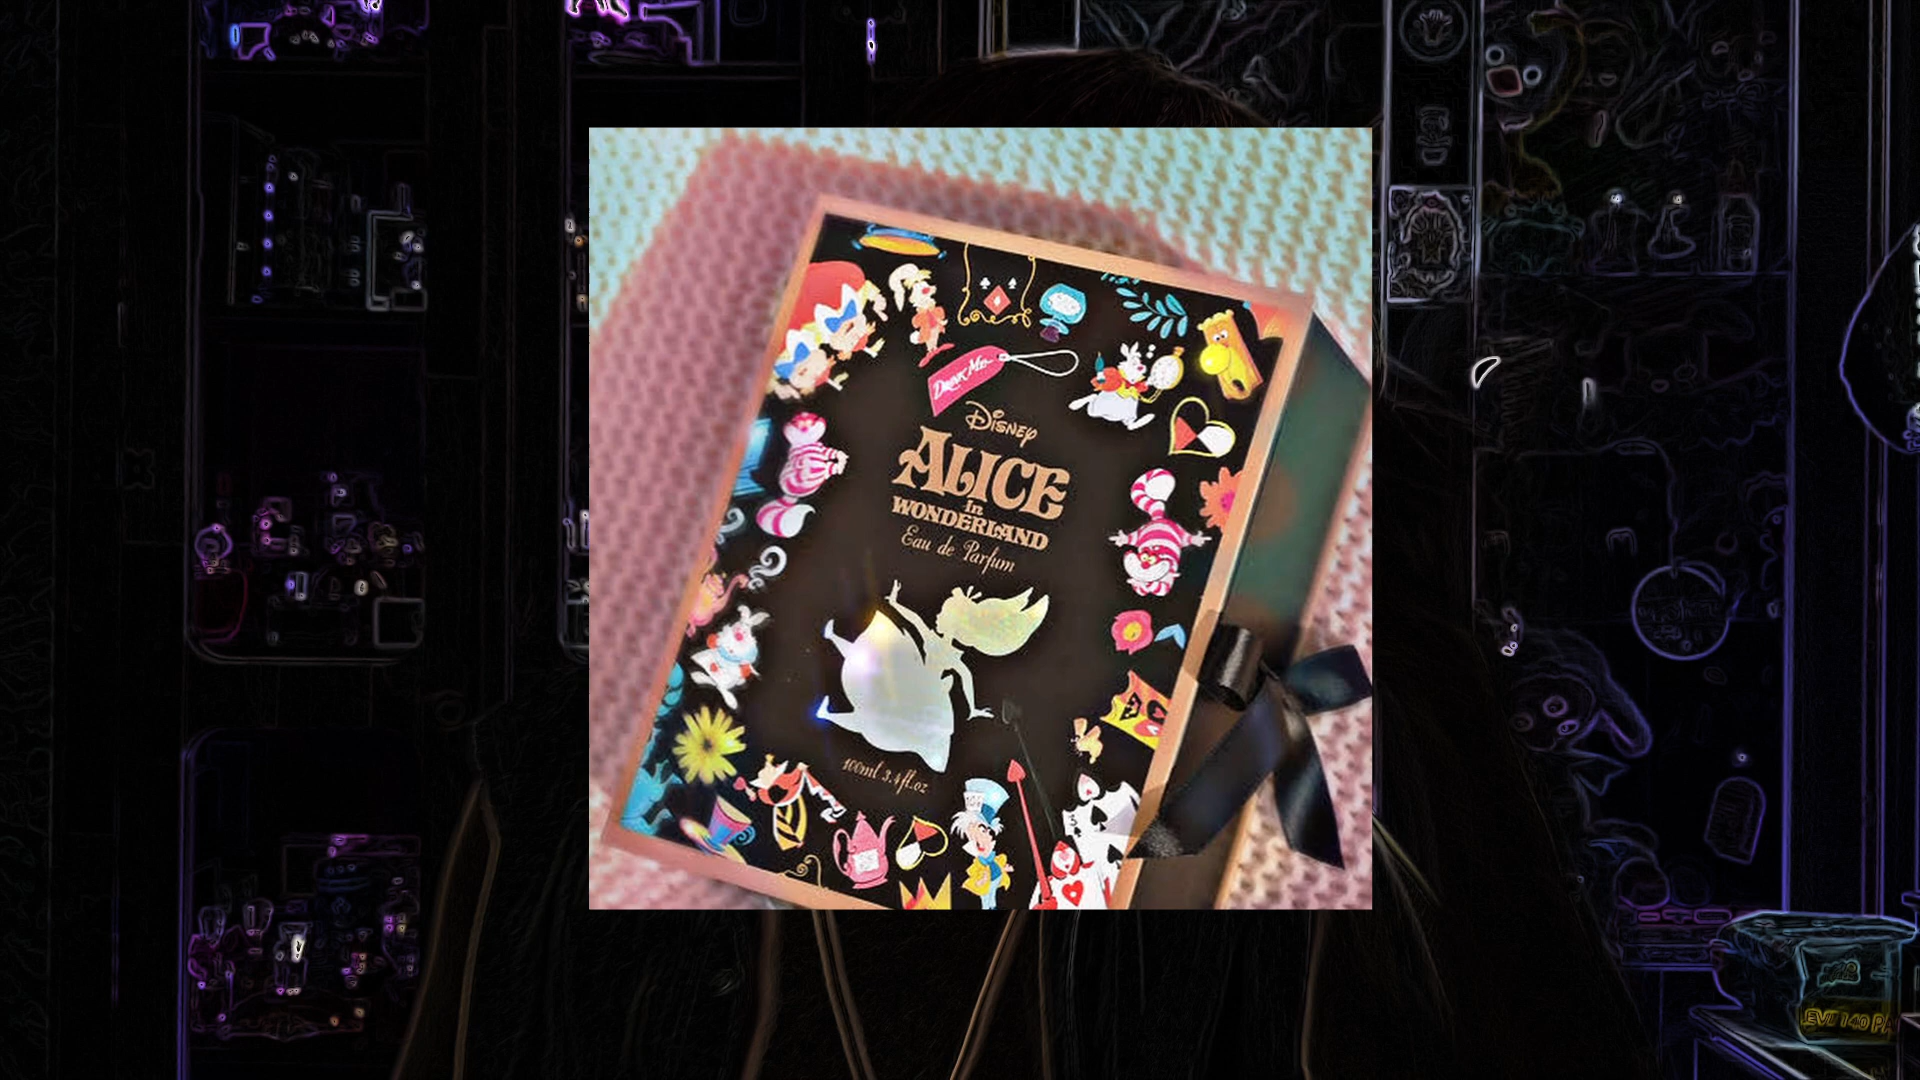 DRINK ME
Disney
ALICE
in
WONDERLAND
Eau de Parfum
100ml 3.4fl.oz